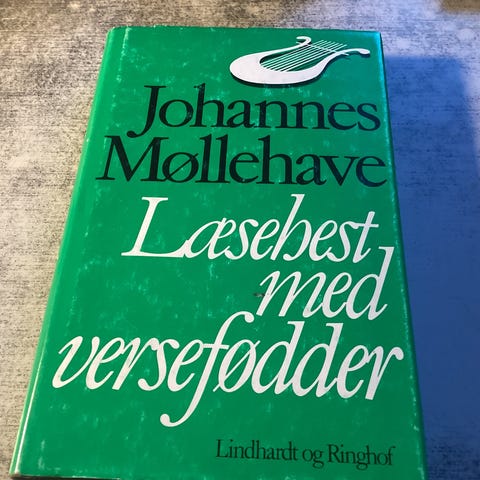 Johannes
Møllehave
Læsehest
med
versefødder
Lindhardt og Ringhof